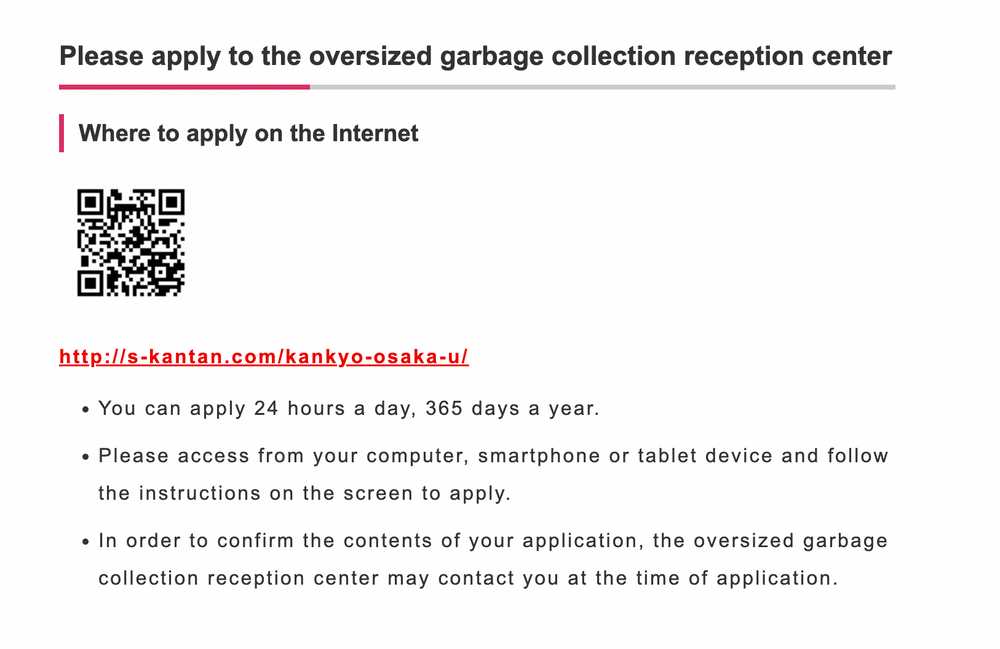 Please apply to the oversized garbage collection reception center
Where to apply on the Internet
http://s-kantan.com/kankyo-osaka-u/
• You can apply 24 hours a day, 365 days a year.
• Please access from your computer, smartphone or tablet device and follow
the instructions on the screen to apply.
• In order to confirm the contents of your application, the oversized garbage
collection reception center may contact you at the time of application.